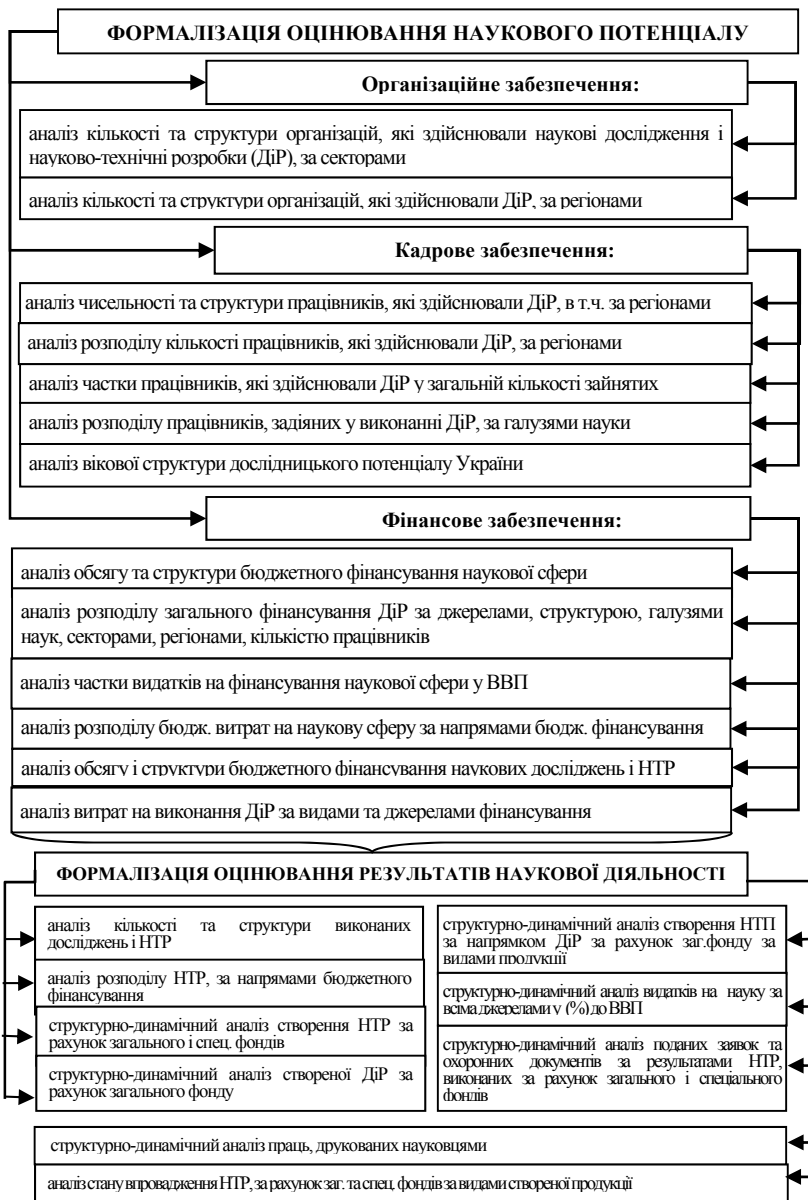 ФОРМАЛІЗАЦІЯ ОЦІНЮВАННЯ НАУКОВОГО ПОТЕНЦІАЛУ
Організаційне забезпечення:
аналіз кількості та структури організацій, які здійснювали наукові дослідження і
науково-технічні розробки (ДіР), за секторами
аналіз кількості та структури організацій, які здійснювали ДіР, за регіонами
Кадрове забезпечення:
аналіз чисельності та структури працівників, які здійснювали ДіР, в т.ч. за регіонами
аналіз розподілу кількості працівників, які здійснювали ДіР, за регіонами
аналіз частки працівників, які здійснювали ДіР у загальній кількості зайнятих
аналіз розподілу працівників, задіяних у виконанні ДіР, за галузями науки
аналіз вікової структури дослідницького потенціалу України
Фінансове забезпечення:
аналіз обсягу та структури бюджетного фінансування наукової сфери
аналіз розподілу загального фінансування ДіР за джерелами, структурою, галузями
наук, секторами, регіонами, кількістю працівників
аналіз частки видатків на фінансування наукової сфери у ВВП
аналіз розподілу бюдж. витрат на наукову сферу за напрямами бюдж. фінансування
аналіз обсягу і структури бюджетного фінансування наукових досліджень і НТР
аналіз витрат на виконання ДіР за видами та джерелами фінансування
ФОРМАЛІЗАЦІЯ ОЦІНЮВАННЯ РЕЗУЛЬТАТІВ НАУКОВОЇ ДІЯЛЬНОСТІ
аналіз кількості та структури виконаних
досліджень і НТР
аналіз розподілу НТР, за напрямами бюджетного
фінансування
структурно-динамічний аналіз створення НТР за
рахунок загального і спец. фондів
структурно-динамічний аналіз створеної ДіР за
рахунок загального фонду
структурно-динамічний аналіз створення НТП
за напрямком ДіР за рахунок заг.фонду за
видами продукції
структурно-динамічний аналіз видатків на науку за
всіма джерелами у (%) до ВВП
структурно-динамічний аналіз поданих заявок та
охоронних документів за результатами НТР,
виконаних за рахунок загального і спеціального
фондів
структурно-динамічний аналіз праць, друкованих науковцями
аналіз стану впровадження НТР, за рахунок заг. та спец. фондів за видами створеної продукції